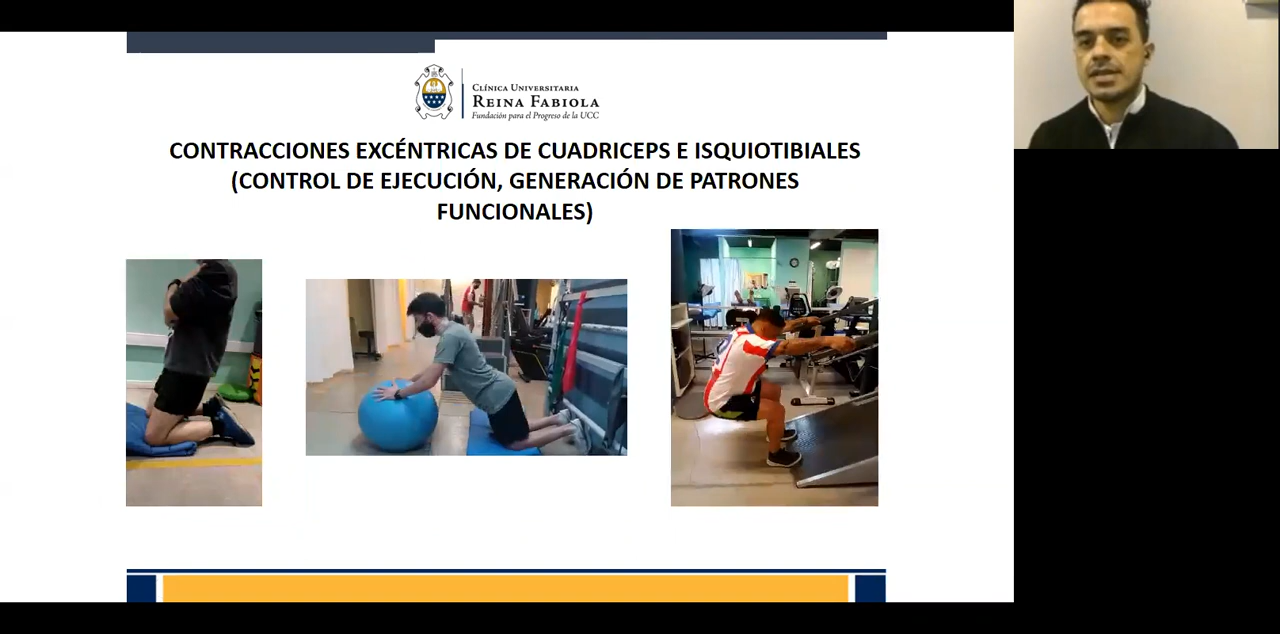 CLÍNICA UNIVERSITARIA
REINA FABIOLA
Fundación para el Progreso de la UCC
CONTRACCIONES EXCÉNTRICAS DE CUADRICEPS E ISQUIOTIBIALES
(CONTROL DE EJECUCIÓN, GENERACIÓN DE PATRONES
FUNCIONALES)